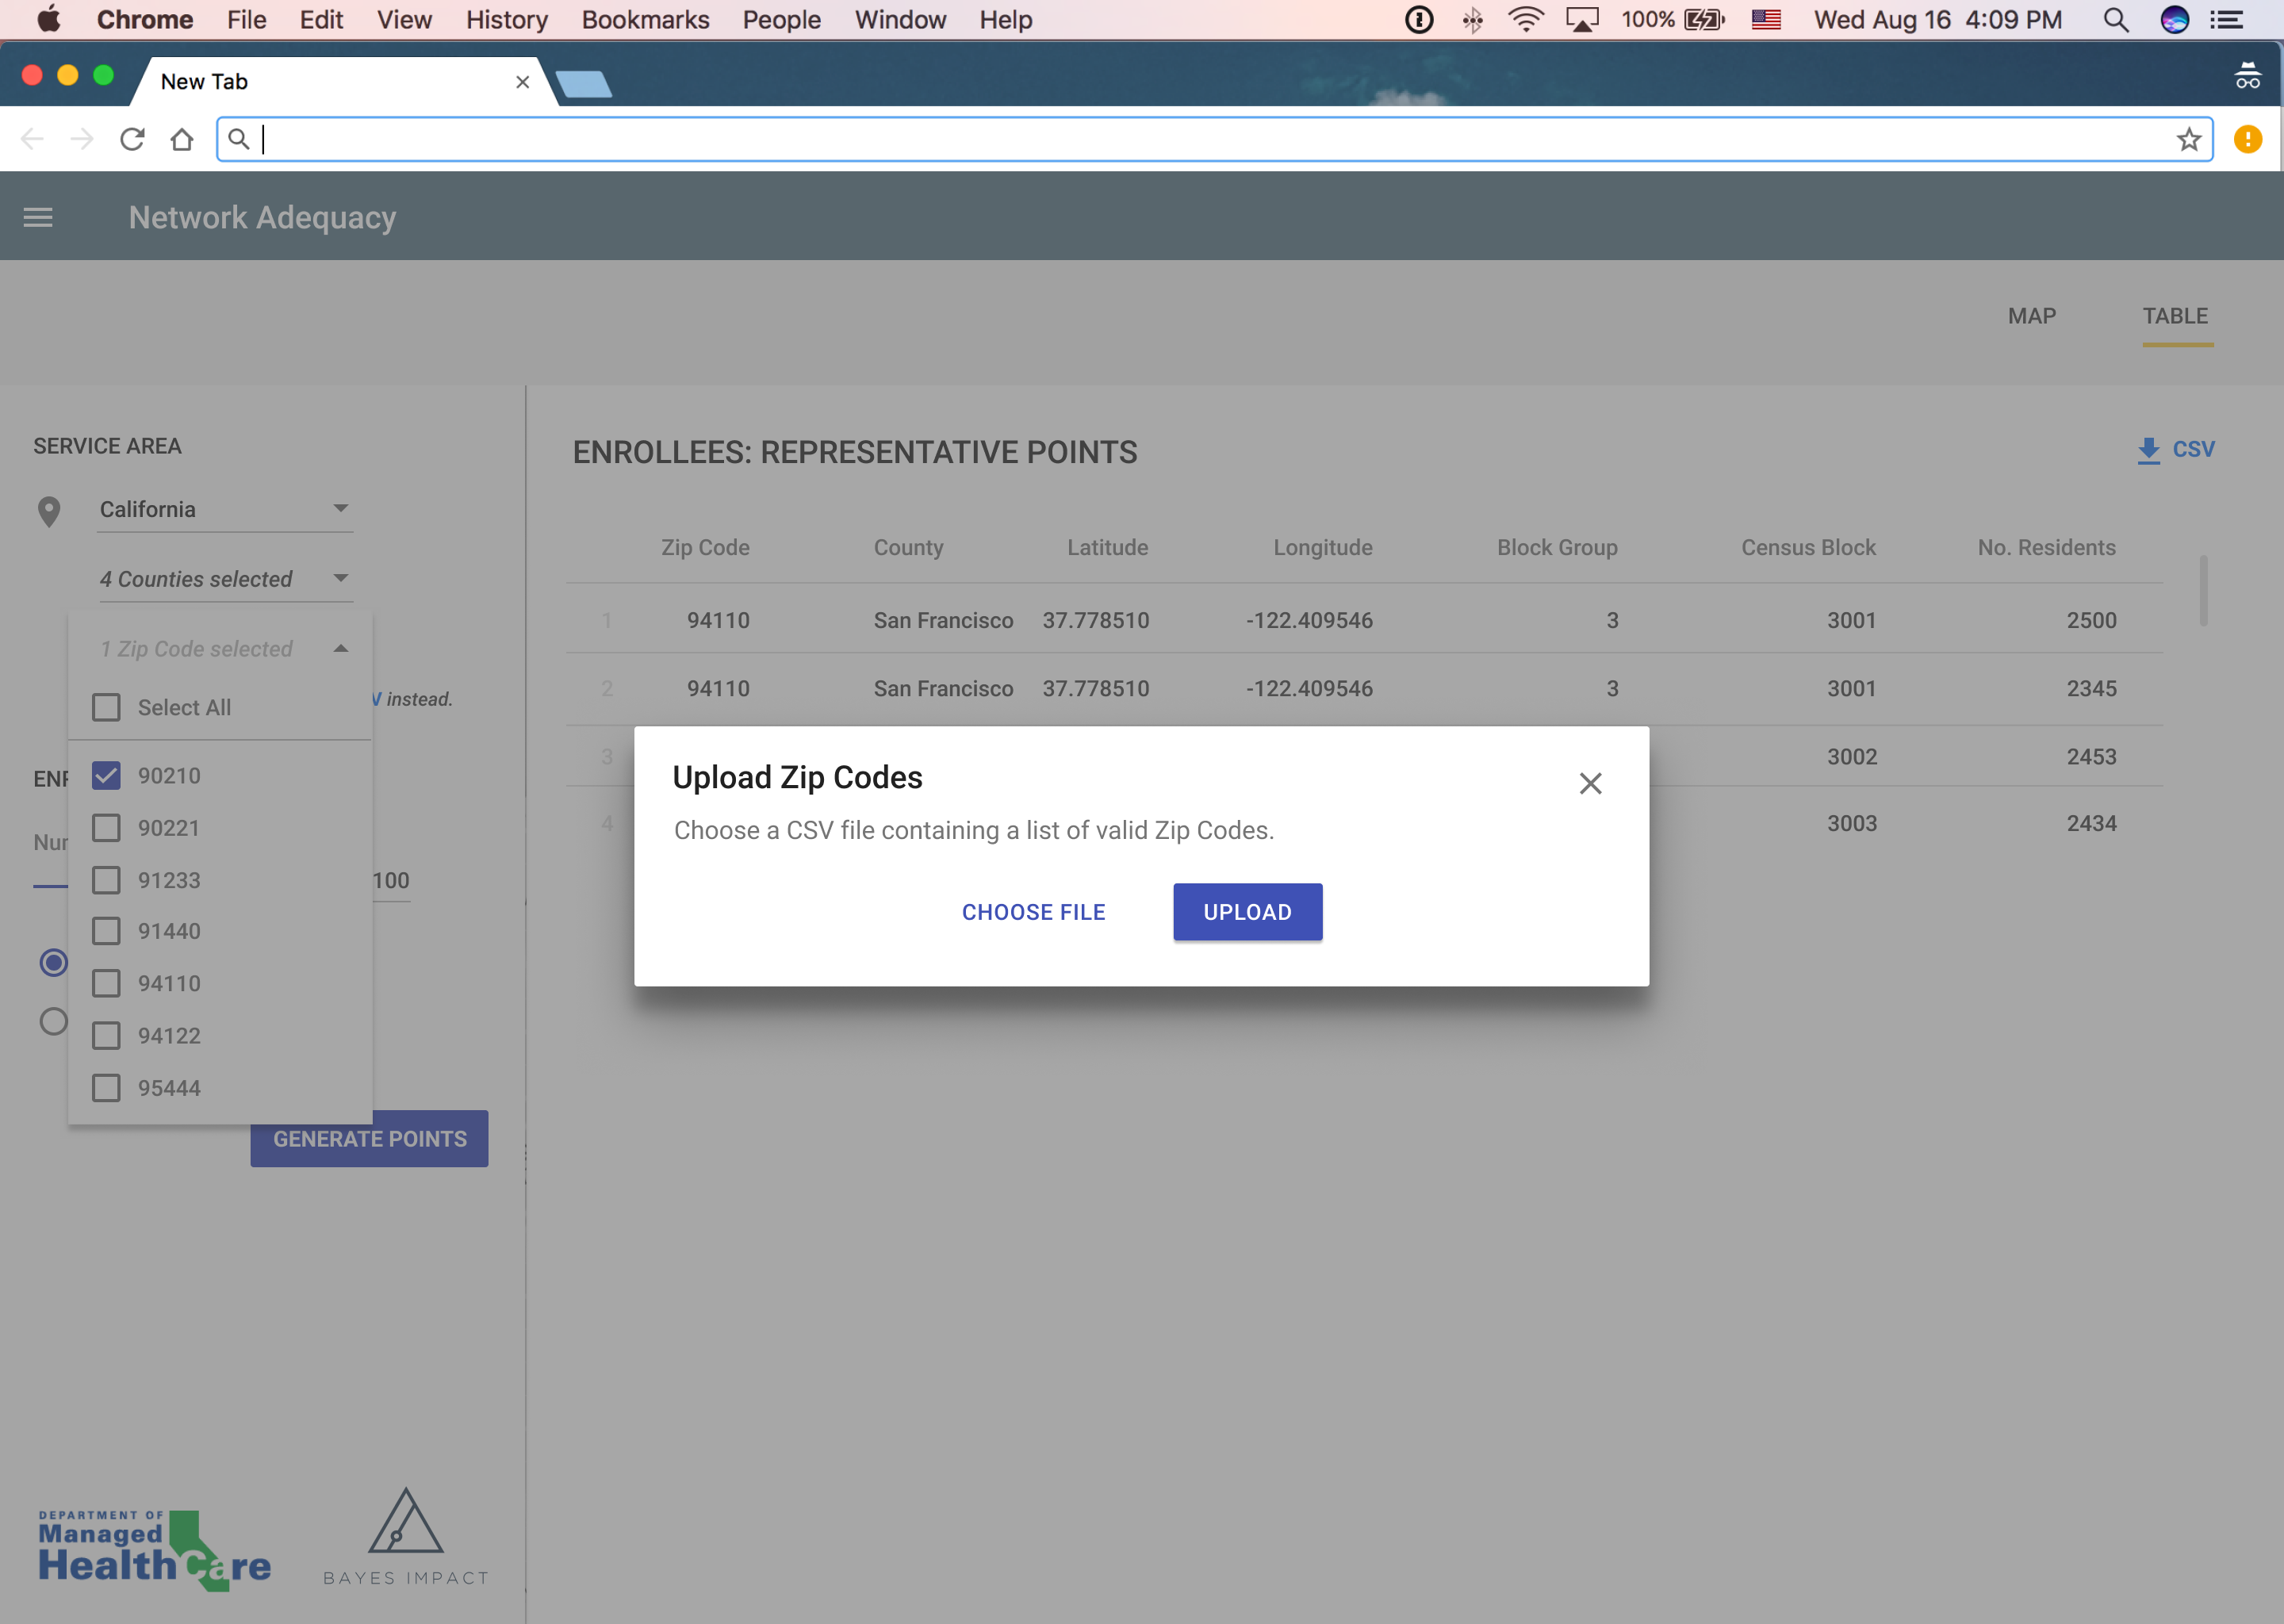 Chrome File Edit View History Bookmarks People Window Help 100% Wed Aug 16 4:09 PM
New Tab
Network Adequacy
MAP TABLE
SERVICE AREA
California
4 Counties selected
1 Zip Code selected
Select All
instead.
90210
90221
91233
100
91440
94110
94122
95444
GENERATE POINTS
ENROLLEES: REPRESENTATIVE POINTS
CSV
Zip Code County Latitude Longitude Block Group Census Block No. Residents
1 94110 San Francisco 37.778510 -122.409546 3 3001 2500
2 94110 San Francisco 37.778510 -122.409546 3 3001 2345
3 3002 2453
4 3003 2434
Upload Zip Codes
Choose a CSV file containing a list of valid Zip Codes.
CHOOSE FILE UPLOAD
DEPARTMENT OF
Managed
HealthCare
BAYES IMPACT